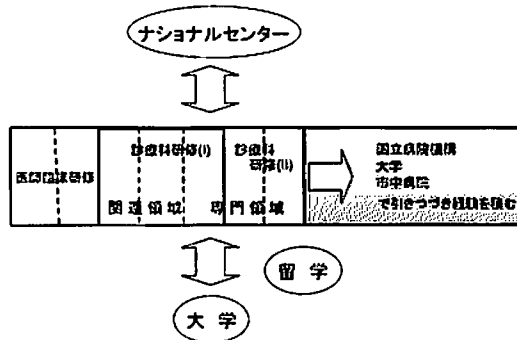 ナショナルセンター
医師臨床研修
診療科研修(I)
診療科
研修(II)
関連領域
専門領域
国立病院機構
大学
市中病院
で引きつづき経験を積む
留学
大学